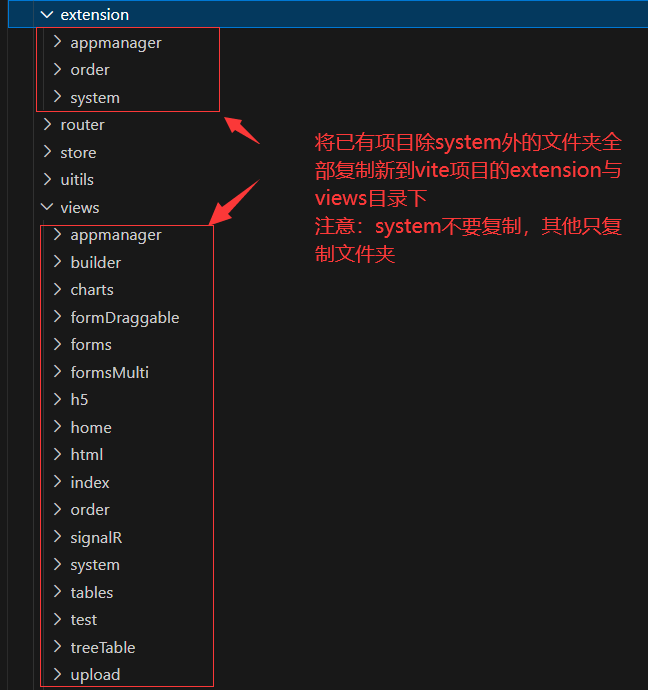 extension
appmanager
order
system
router
store
uitils
views
appmanager
builder
charts
formDraggable
forms
formsMulti
h5
home
html
index
order
signalR
system
tables
test
treeTable
upload
将已有项目除system外的文件夹全
部复制新到vite项目的extension与
views目录下
注意：system不要复制，其他只复
制文件夹